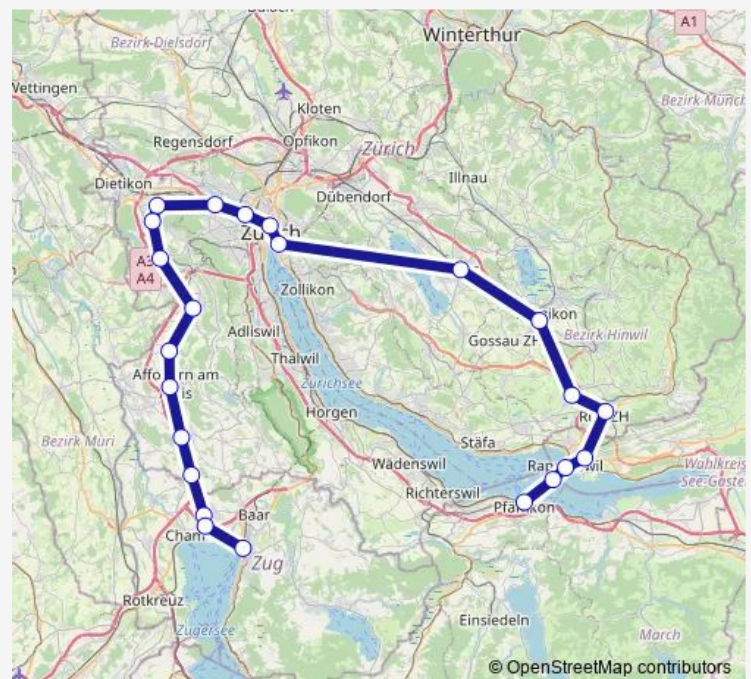 A1
Winterthur
Bezirk-Dielsdorf
Bezirk-Münch
Wettingen
Kloten
Regensdorf
Opfikon
Zürich
Dietikon
Illnau
Dübendorf
A3
A4
Zollikon
Adliswil
Gossau ZH
Bezirk Hinwil
Thalwil
Zürichsee
Horgen
Bezirk Muri
Stäfa
Wädenswil
Wahlkreis
See-Gaster
Richterswil
Baar
Cham
Zug
Rotkreuz
Zugersee
Einsiedeln
March
© OpenStreetMap contributors